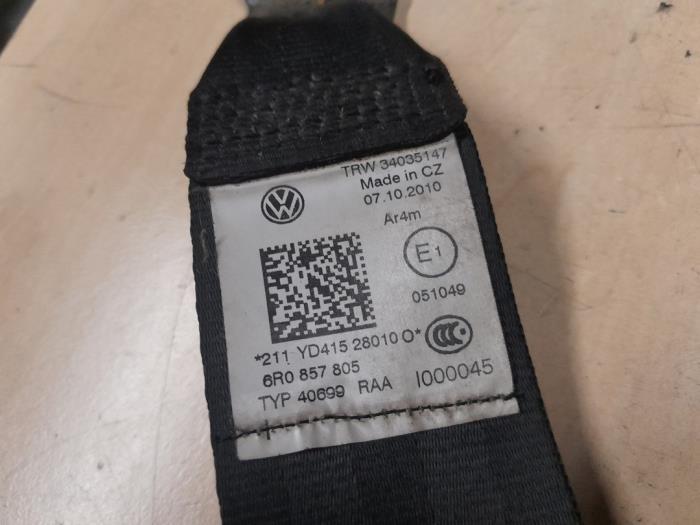 TRW 34035147
Made in CZ
07.10.2010
Ar4m
E1
051049
*211 YD415 28010 O*
CCC
6R0 857 805
TYP 40699 RAA I000045